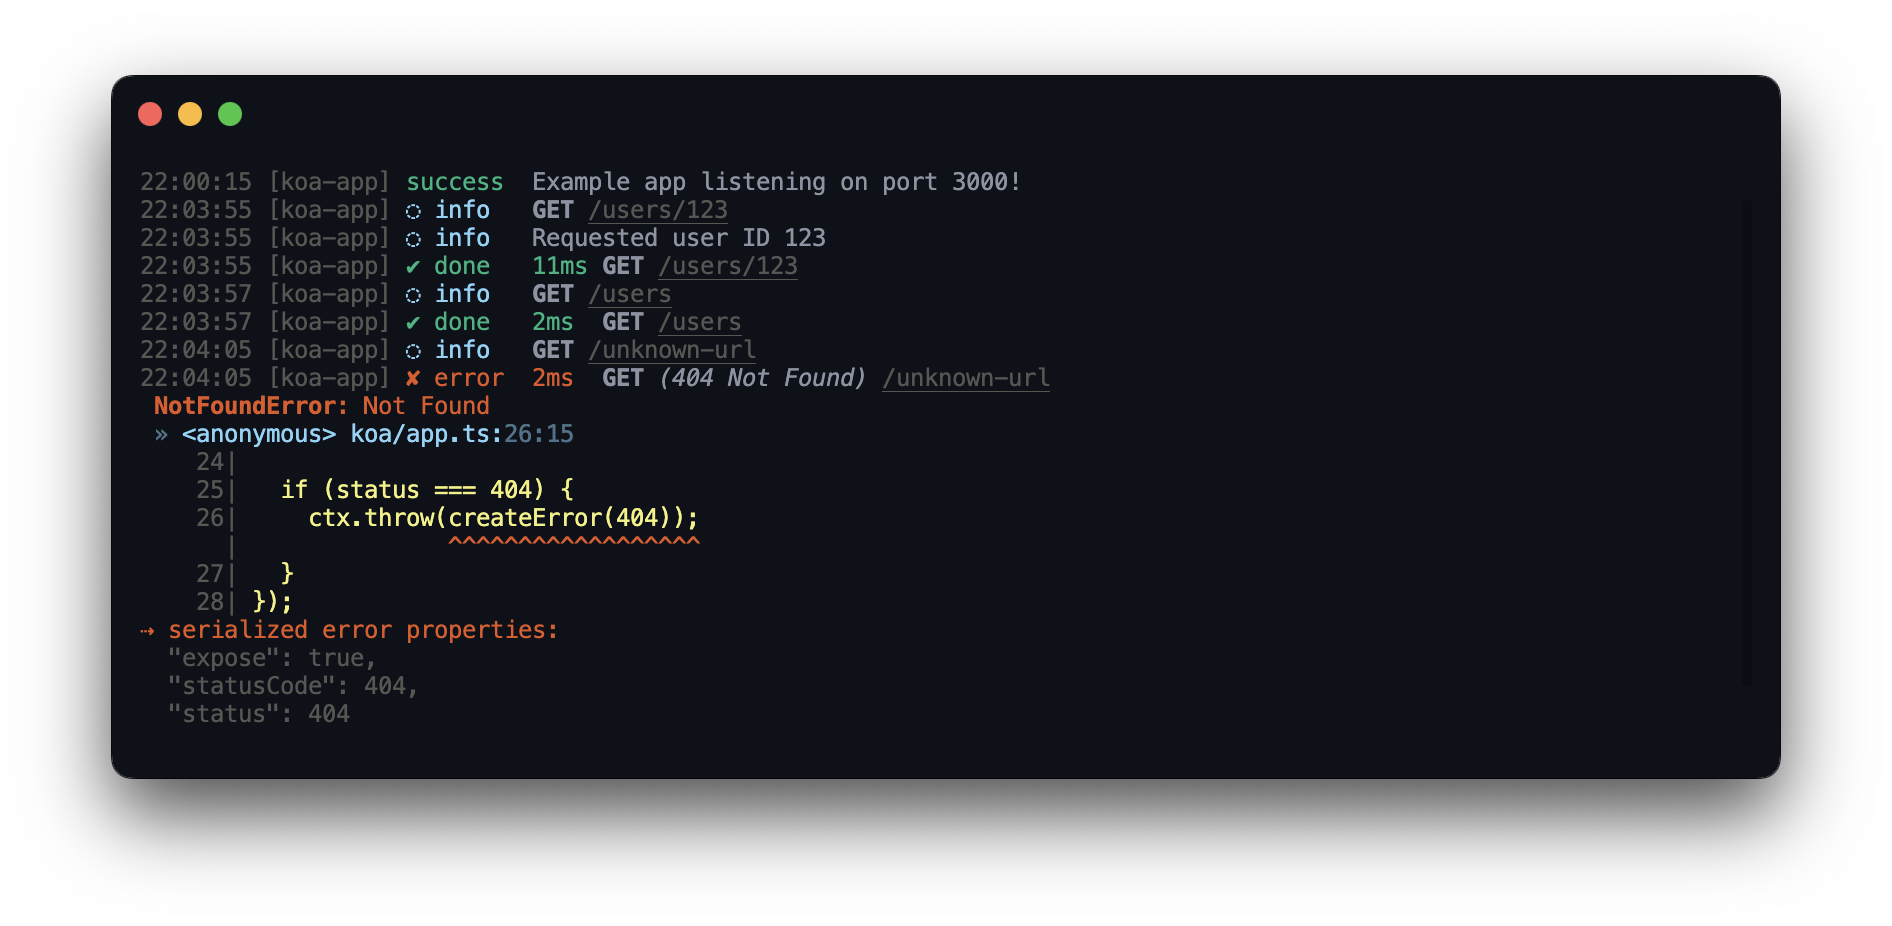 22:00:15 [koa-app] success  Example app listening on port 3000!
22:03:55 [koa-app] ◌ info   GET /users/123
22:03:55 [koa-app] ◌ info   Requested user ID 123
22:03:55 [koa-app] ✔ done   11ms GET /users/123
22:03:57 [koa-app] ◌ info   GET /users
22:03:57 [koa-app] ✔ done   2ms  GET /users
22:04:05 [koa-app] ◌ info   GET /unknown-url
22:04:05 [koa-app] ✘ error  2ms  GET (404 Not Found) /unknown-url
 NotFoundError: Not Found
 » <anonymous> koa/app.ts:26:15
    24|
    25|   if (status === 404) {
    26|     ctx.throw(createError(404));
      |               ^^^^^^^^^^^^^^^^^^
    27|   }
    28| });
⇢ serialized error properties:
  "expose": true,
  "statusCode": 404,
  "status": 404